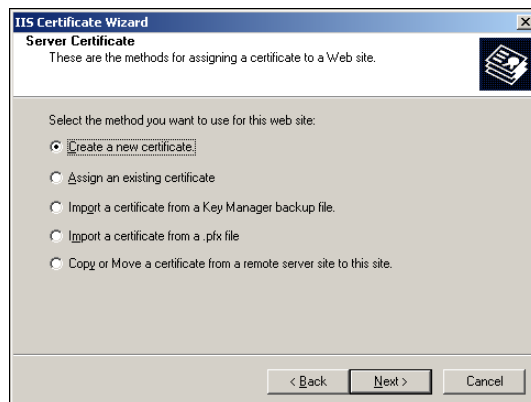 IIS Certificate Wizard
Server Certificate
These are the methods for assigning a certificate to a Web site.
Select the method you want to use for this web site:
Create a new certificate.
Assign an existing certificate
Import a certificate from a Key Manager backup file.
Import a certificate from a .pfx file
Copy or Move a certificate from a remote server site to this site.
< Back Next > Cancel